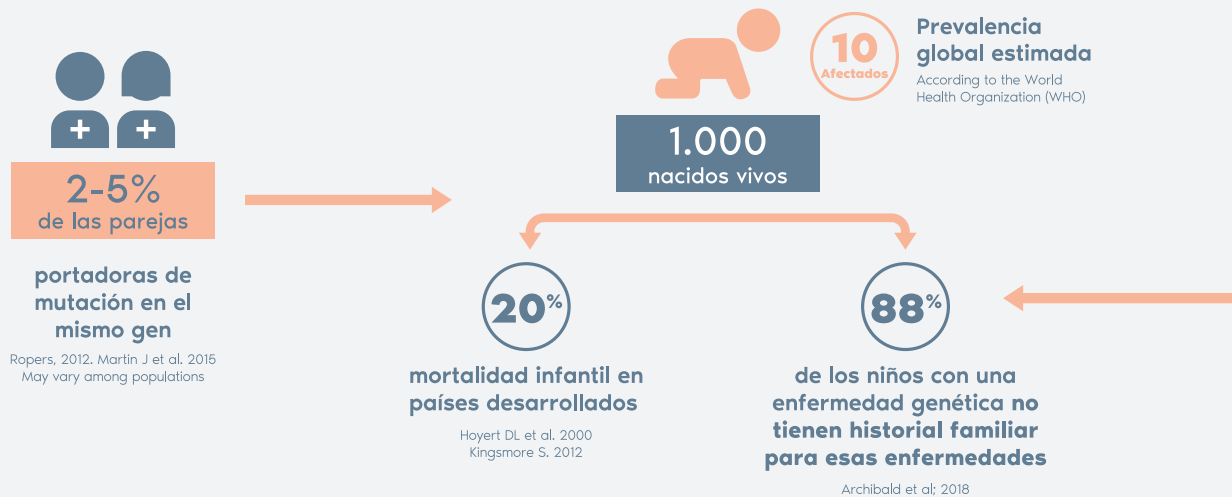 + +
2-5%
de las parejas
portadoras de
mutación en el
mismo gen
Ropers, 2012. Martin J et al. 2015
May vary among populations
10
Afectados
Prevalencia
global estimada
According to the World
Health Organization (WHO)
1.000
nacidos vivos
20%
mortalidad infantil en
países desarrollados
Hoyert DL et al. 2000
Kingsmore S. 2012
88%
de los niños con una
enfermedad genética no
tienen historial familiar
para esas enfermedades
Archibald et al; 2018